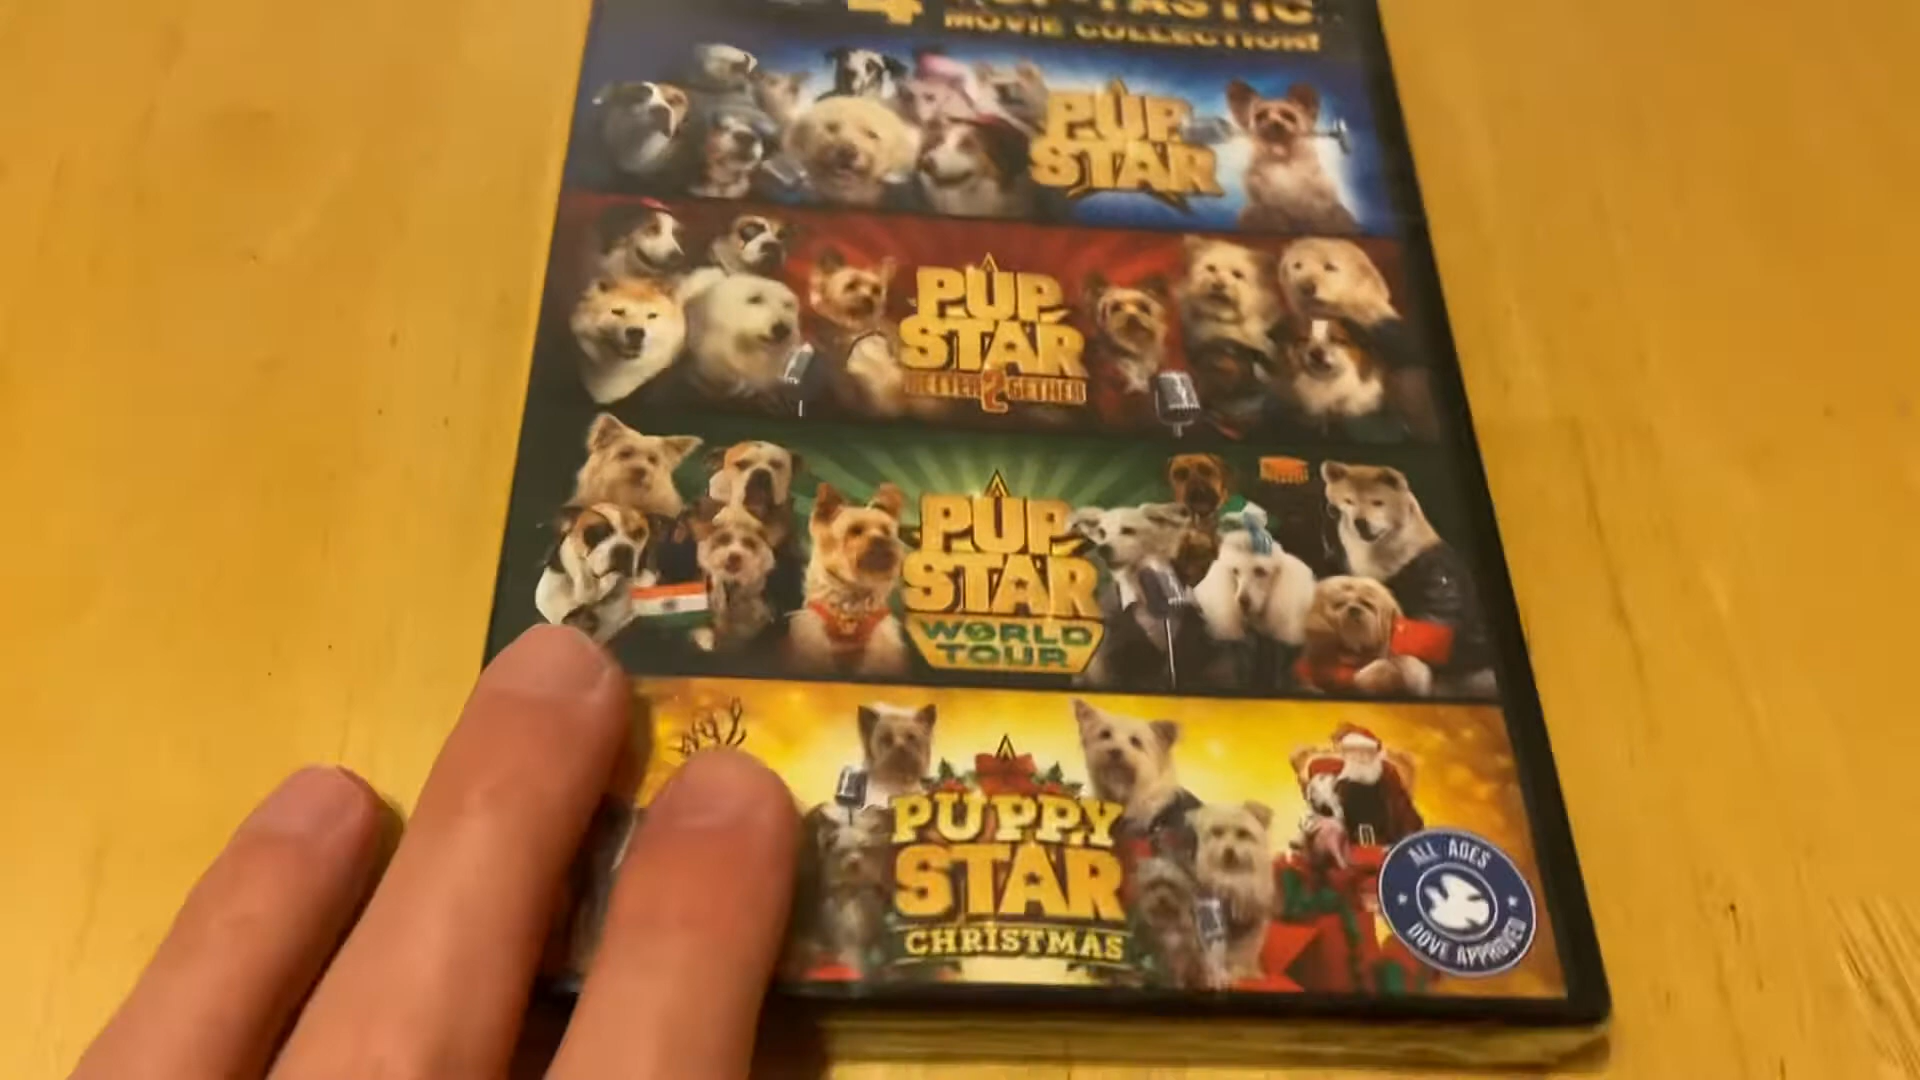 4
MOVIE COLLECTION!
PUP
STAR
PUP
STAR
BETTER 2GETHER
PUP
STAR
WORLD
TOUR
PUPPY
STAR
CHRISTMAS
ALL AGES
DOVE APPROVED